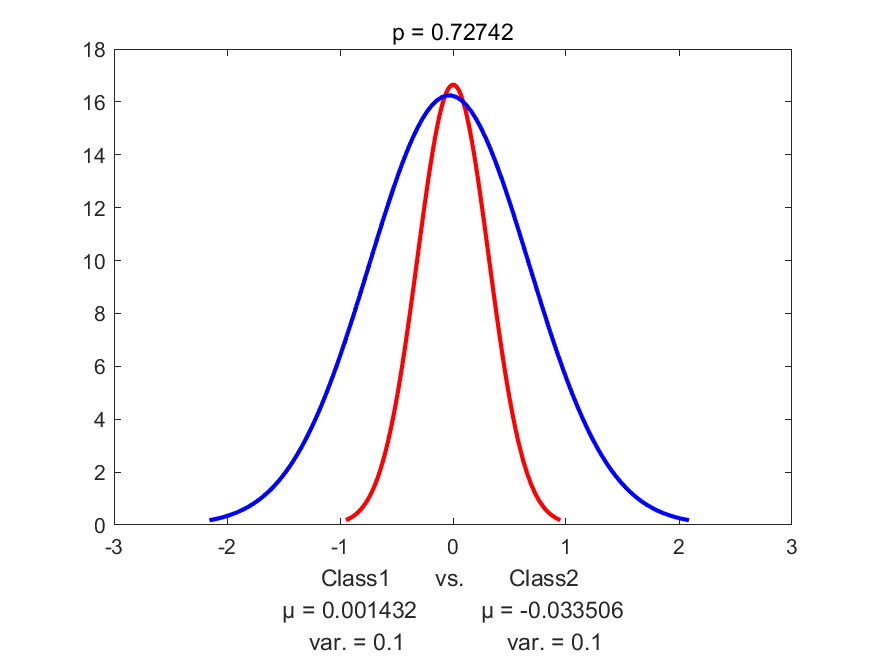 p = 0.72742
18
16
14
12
10
8
6
4
2
0
-3 -2 -1 0 1 2 3
Class1 vs. Class2
μ = 0.001432 μ = -0.033506
var. = 0.1 var. = 0.1